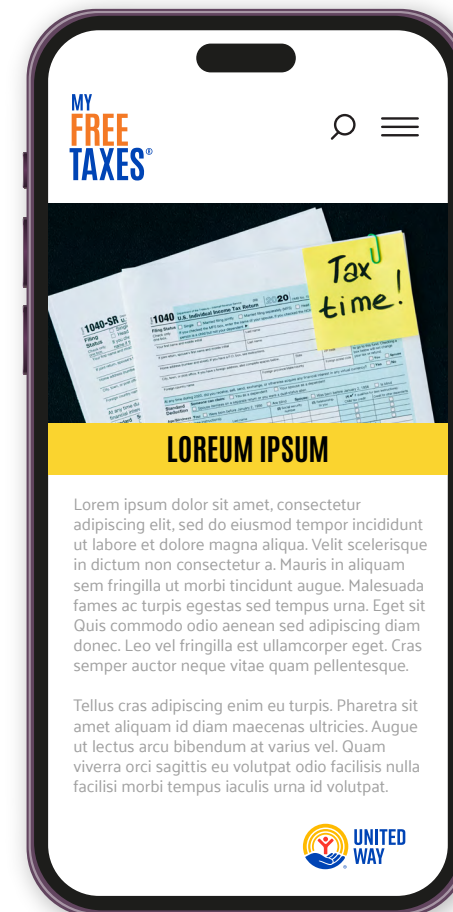 MY
FREE
TAXES®
Tax
time!
1040-SR
1040 U.S. Individual Income Tax Return 2020
Filing Status
Filing
Status
Standard
Deduction
LOREUM IPSUM
Lorem ipsum dolor sit amet, consectetur
adipiscing elit, sed do eiusmod tempor incididunt
ut labore et dolore magna aliqua. Velit scelerisque
in dictum non consectetur a. Mauris in aliquam
sem fringilla ut morbi tincidunt augue. Malesuada
fames ac turpis egestas sed tempus urna. Eget sit
Quis commodo odio aenean sed adipiscing diam
donec. Leo vel fringilla est ullamcorper eget. Cras
semper auctor neque vitae quam pellentesque.
Tellus cras adipiscing enim eu turpis. Pharetra sit
amet aliquam id diam maecenas ultricies. Augue
ut lectus arcu bibendum at varius vel. Quam
viverra orci sagittis eu volutpat odio facilisis nulla
facilisi morbi tempus iaculis urna id volutpat.
UNITED
WAY